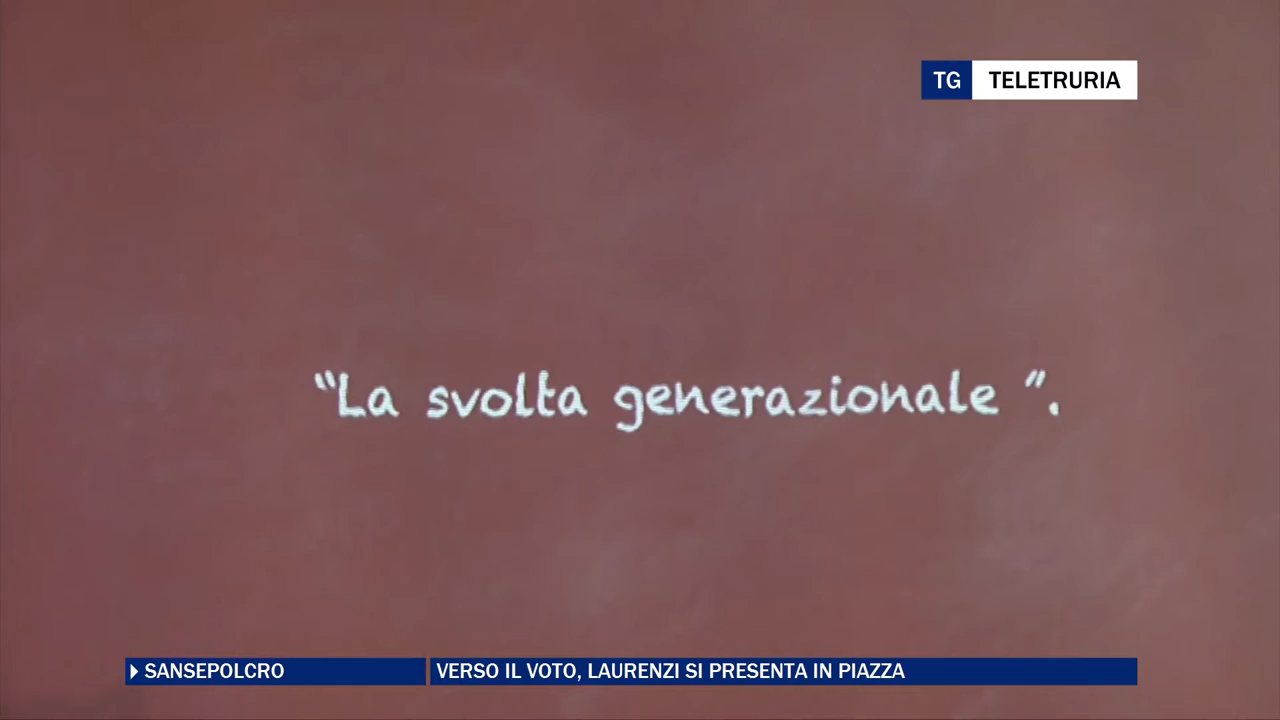 TG TELETRURIA
"La svolta generazionale ".
SANSEPOLCRO
VERSO IL VOTO, LAURENZI SI PRESENTA IN PIAZZA